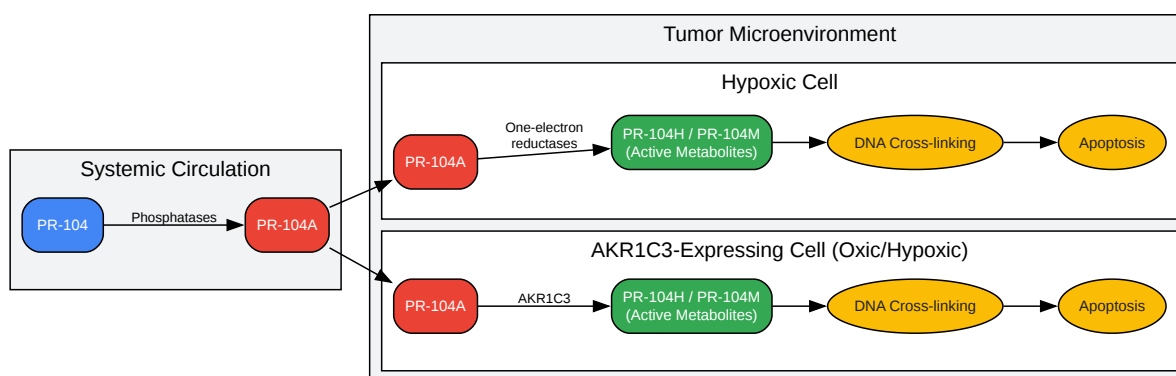 Tumor Microenvironment
Systemic Circulation
PR-104
Phosphatases
PR-104A
Hypoxic Cell
PR-104A
One-electron
reductases
PR-104H / PR-104M
(Active Metabolites)
DNA Cross-linking
Apoptosis
AKR1C3-Expressing Cell (Oxic/Hypoxic)
PR-104A
AKR1C3
PR-104H / PR-104M
(Active Metabolites)
DNA Cross-linking
Apoptosis